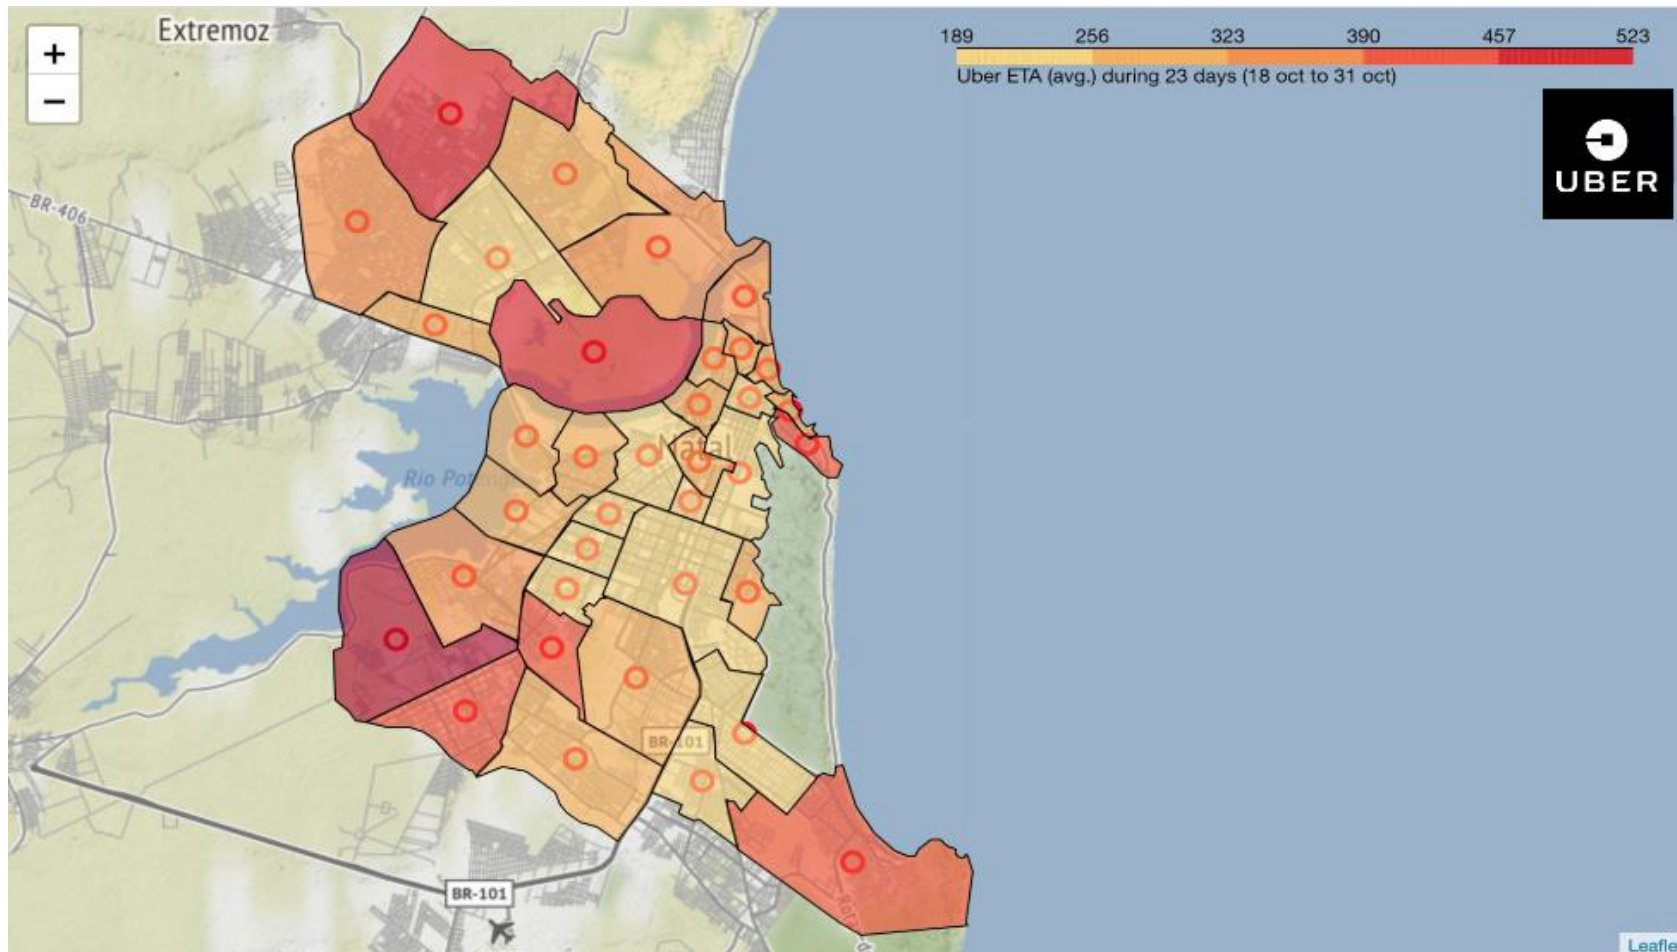 Extremoz
+
−
189 256 323 390 457 523
Uber ETA (avg.) during 23 days (18 oct to 31 oct)
UBER
BR-406
Natal
Rio
BR-101
BR-101
Leafle